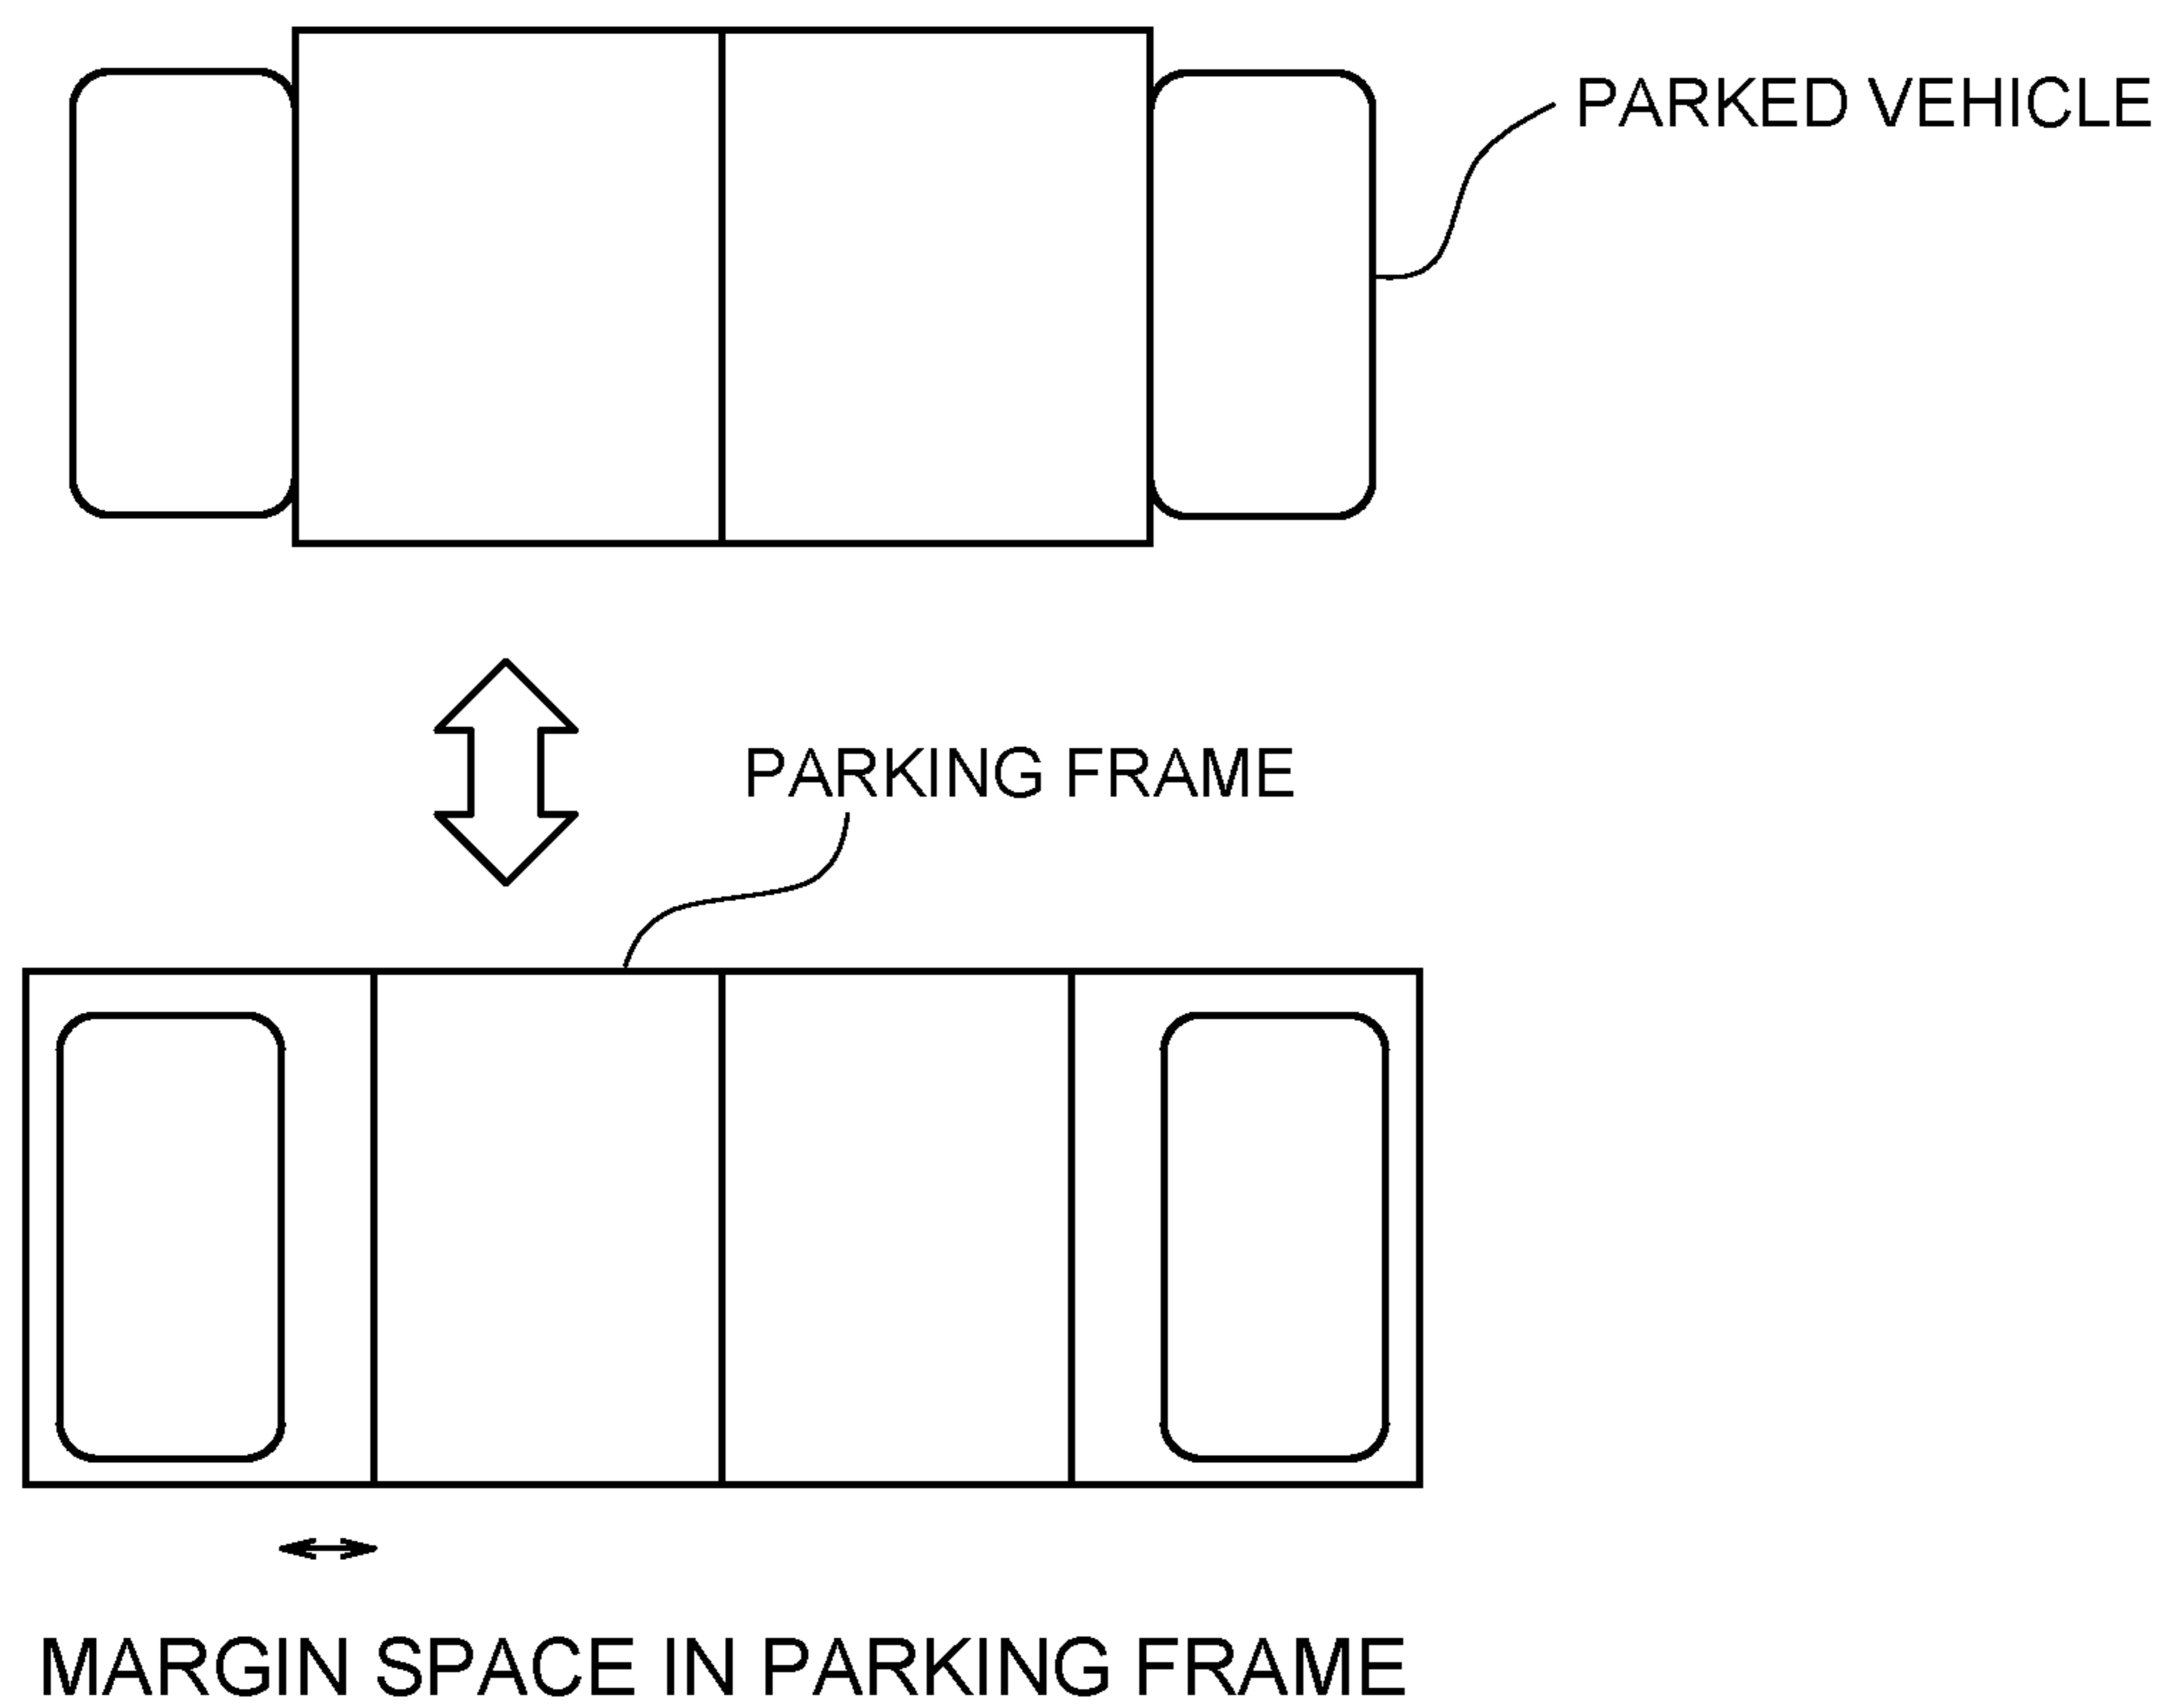 PARKED VEHICLE
PARKING FRAME
MARGIN SPACE IN PARKING FRAME